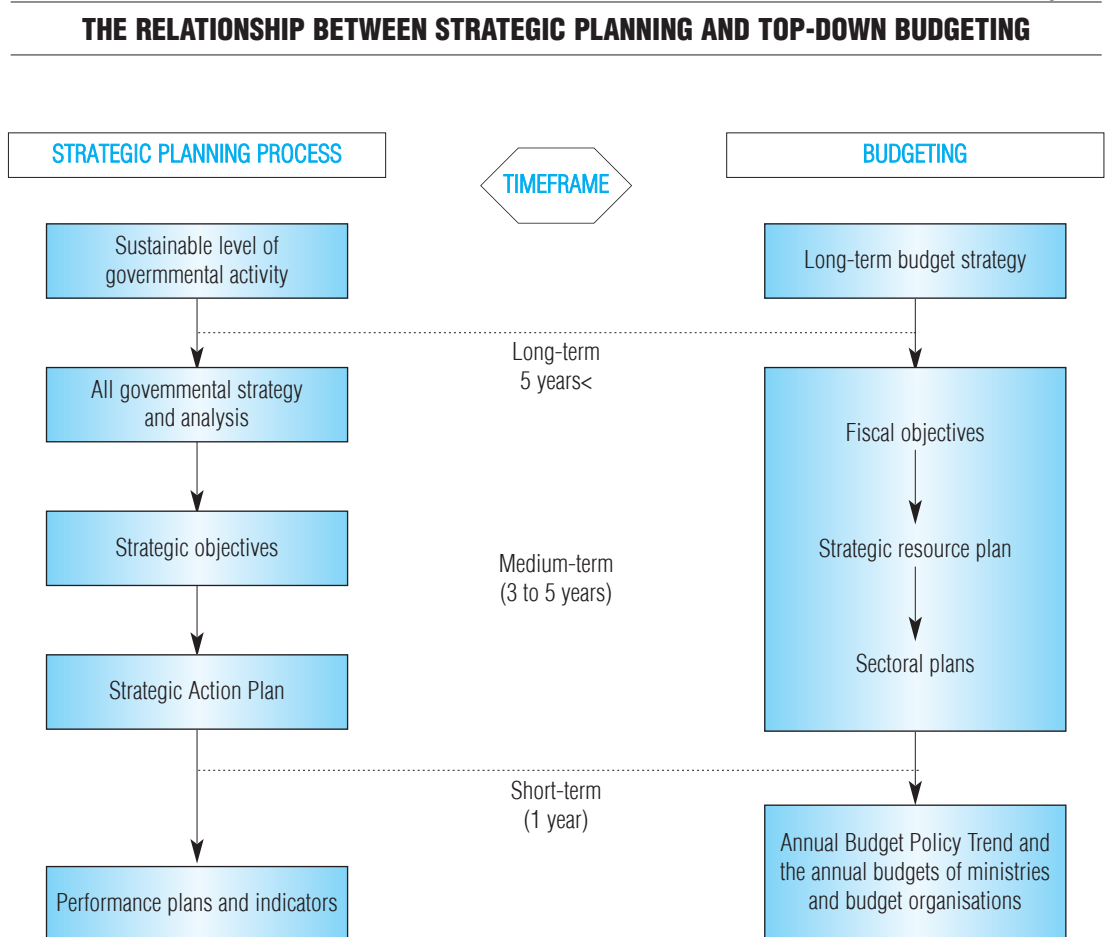 THE RELATIONSHIP BETWEEN STRATEGIC PLANNING AND TOP-DOWN BUDGETING
STRATEGIC PLANNING PROCESS
TIMEFRAME
BUDGETING
Sustainable level of
govermmental activity
Long-term budget strategy
Long-term
5 years<
All governmental strategy
and analysis
Fiscal objectives
Strategic objectives
Strategic resource plan
Medium-term
(3 to 5 years)
Sectoral plans
Strategic Action Plan
Short-term
(1 year)
Annual Budget Policy Trend and
the annual budgets of ministries
and budget organisations
Performance plans and indicators